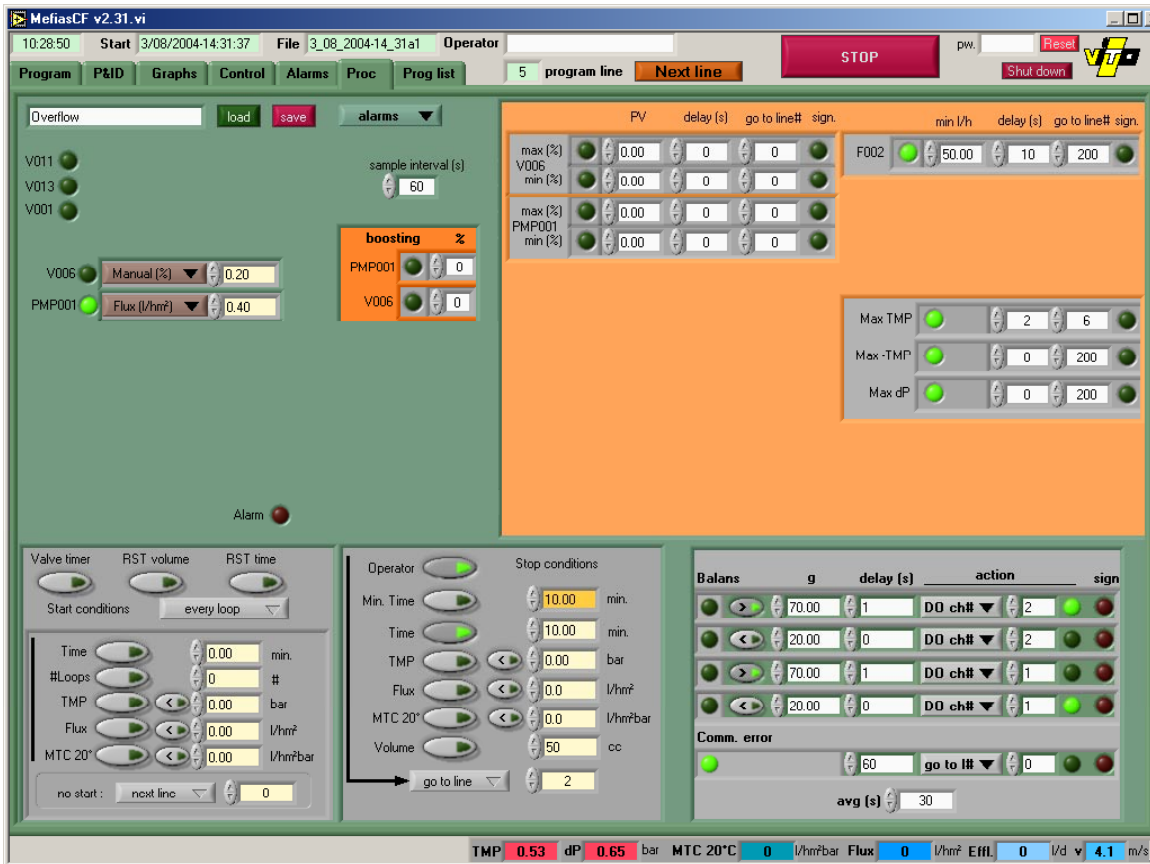 MefiasCF v2.31.vi
10:28:50 Start 3/08/2004-14:31:37 File 3_08_2004-14_31a1 Operator STOP pw. Reset vito
Program P&ID Graphs Control Alarms Proc Prog list 5 program line Next line Shut down
Overflow load save alarms
V011
V013
V001
sample interval (s)
60
boosting %
PMP001 0
V006 0
V006 Manual (%) 0.20
PMP001 Flux (l/hm²) 0.40
Alarm
PV delay (s) go to line# sign.
max (%) 0.00 0 0
V006
min (%) 0.00 0 0
max (%) 0.00 0 0
PMP001
min (%) 0.00 0 0
min l/h delay (s) go to line# sign.
F002 50.00 10 200
Max TMP 2 6
Max -TMP 0 200
Max dP 0 200
Valve timer RST volume RST time
Start conditions every loop
Time 0.00 min.
#Loops 0 #
TMP < 0.00 bar
Flux < 0.00 l/hm²
MTC 20° < 0.00 l/hm²bar
no start : next line 0
Operator Stop conditions
Min. Time 10.00 min.
Time 10.00 min.
TMP < 0.00 bar
Flux < 0.0 l/hm²
MTC 20° < 0.0 l/hm²bar
Volume 50 cc
go to line 2
Balans g delay (s) action sign
> 70.00 1 DO ch# 2
< 20.00 0 DO ch# 2
> 70.00 1 DO ch# 1
< 20.00 0 DO ch# 1
Comm. error
60 go to l# 0
avg (s) 30
TMP 0.53 dP 0.65 bar MTC 20°C 0 l/hm²bar Flux 0 l/hm² Effl. 0 l/d v 4.1 m/s